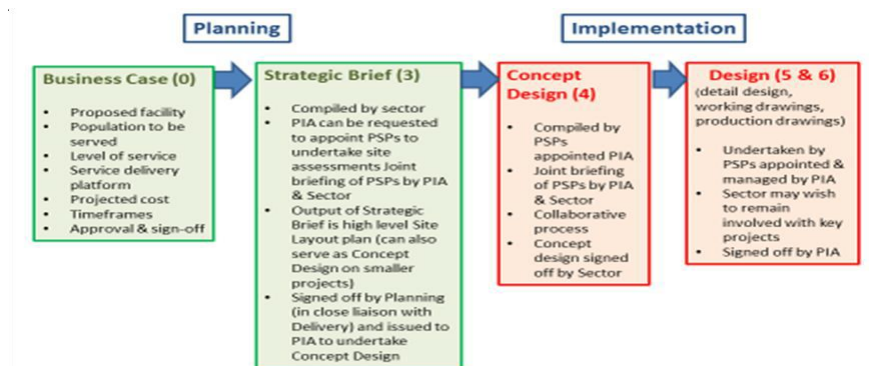 Planning
Implementation
Business Case (0)
• Proposed facility
• Population to be
served
• Level of service
• Service delivery
platform
• Projected cost
• Timeframes
• Approval & sign-off
Strategic Brief (3)
• Compiled by sector
• PIA can be requested
to appoint PSPs to
undertake site
assessments Joint
briefing of PSPs by PIA
& Sector
• Output of Strategic
Brief is high level Site
Layout plan (can also
serve as Concept
Design on smaller
projects)
• Signed off by Planning
(in close liaison with
Delivery) and issued to
PIA to undertake
Concept Design
Concept
Design (4)
• Compiled by
PSPs
appointed PIA
• Joint briefing
of PSPs by PIA
& Sector
• Collaborative
process
• Concept
design signed
off by Sector
Design (5 & 6)
(detail design,
working drawings,
production drawings)
• Undertaken by
PSPs appointed &
managed by PIA
• Sector may wish
to remain
involved with key
projects
• Signed off by PIA